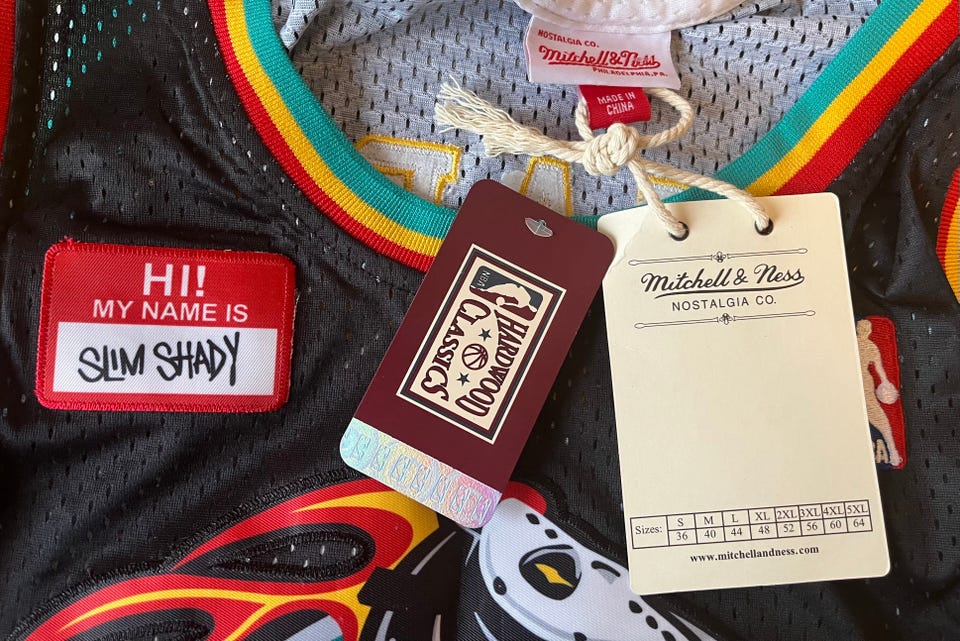 NOSTALGIA CO.
Mitchell & Ness
PHILADELPHIA, PA.
MADE IN
CHINA
HI!
MY NAME IS
SLIM SHADY
NBA
HARDWOOD
CLASSICS
Mitchell & Ness
NOSTALGIA CO.
Sizes: S M L XL 2XL 3XL 4XL 5XL
36 40 44 48 52 56 60 64
www.mitchellandness.com